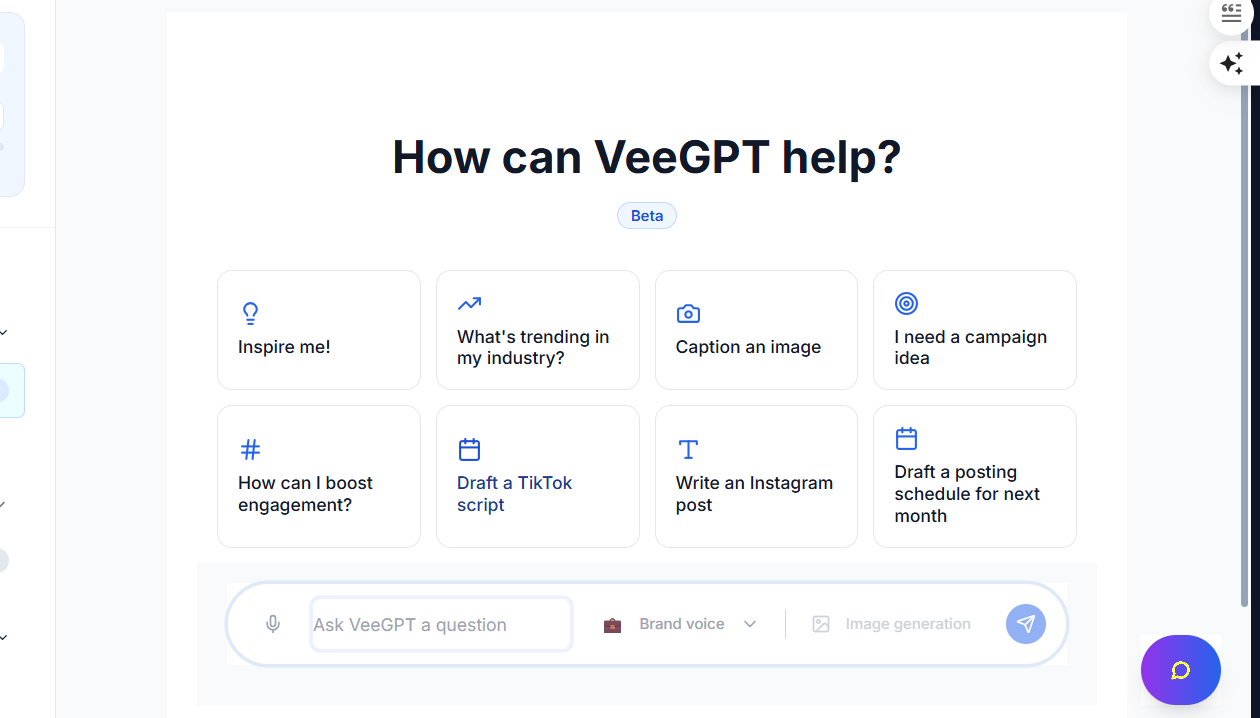 How can VeeGPT help?
Beta
Inspire me!
What's trending in
my industry?
Caption an image
I need a campaign
idea
How can I boost
engagement?
Draft a TikTok
script
Write an Instagram
post
Draft a posting
schedule for next
month
Ask VeeGPT a question
Brand voice
Image generation